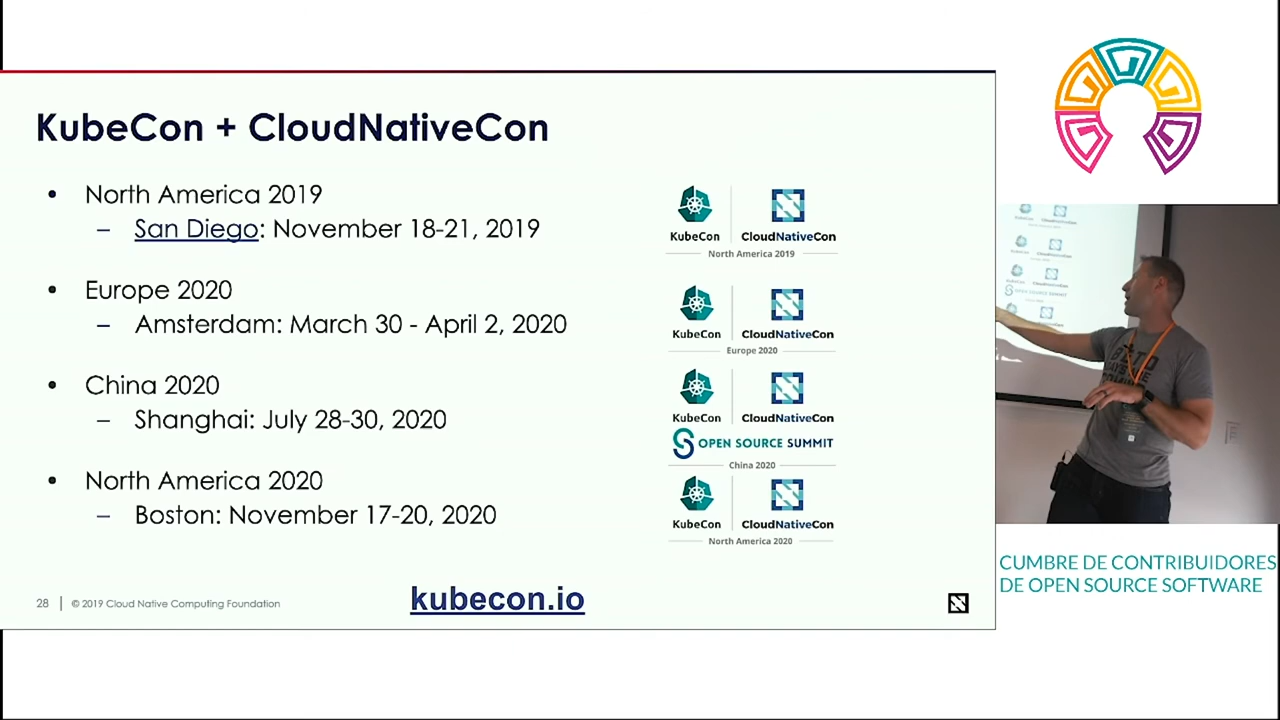 KubeCon + CloudNativeCon
• North America 2019
– San Diego: November 18-21, 2019
• Europe 2020
– Amsterdam: March 30 - April 2, 2020
• China 2020
– Shanghai: July 28-30, 2020
• North America 2020
– Boston: November 17-20, 2020
KubeCon CloudNativeCon
North America 2019
KubeCon CloudNativeCon
Europe 2020
KubeCon CloudNativeCon
OPEN SOURCE SUMMIT
China 2020
KubeCon CloudNativeCon
North America 2020
kubecon.io
28 | © 2019 Cloud Native Computing Foundation
OPEN SOURCE SUMMIT
CUMBRE DE CONTRIBUIDORES
DE OPEN SOURCE SOFTWARE